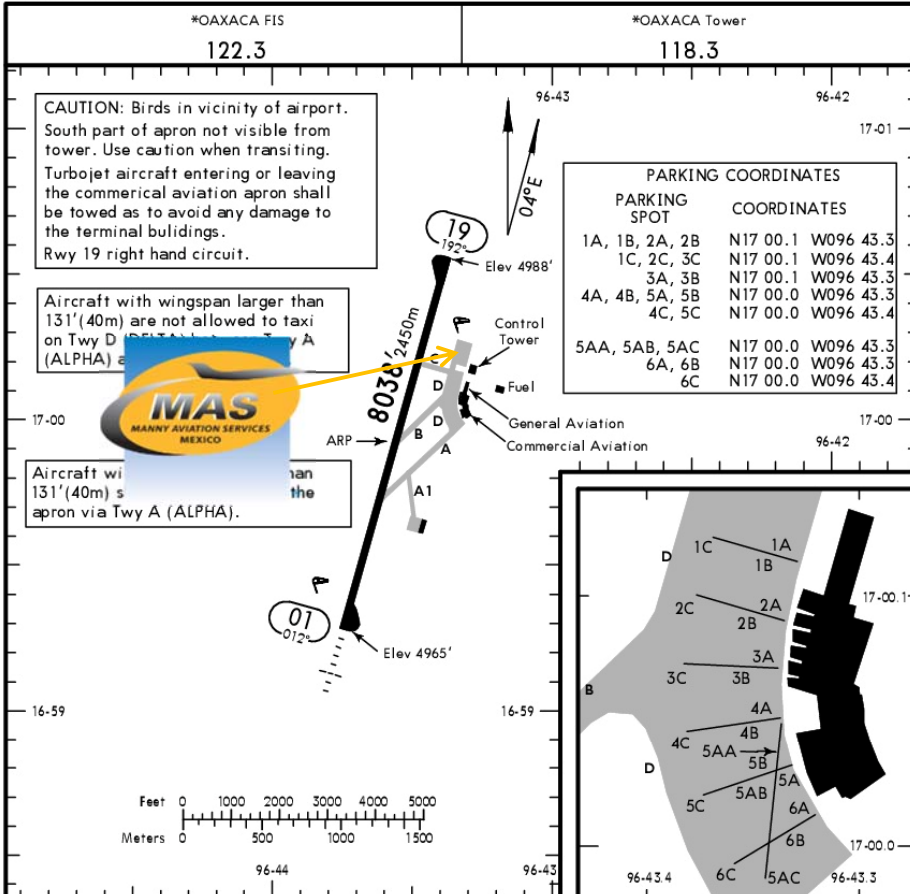 *OAXACA FIS
122.3
*OAXACA Tower
118.3
96-43
96-42
17-01
CAUTION: Birds in vicinity of airport.
South part of apron not visible from
tower. Use caution when transiting.
Turbojet aircraft entering or leaving
the commerical aviation apron shall
be towed as to avoid any damage to
the terminal bulidings.
Rwy 19 right hand circuit.
04°E
PARKING COORDINATES
PARKING SPOT COORDINATES
1A, 1B, 2A, 2B N17 00.1 W096 43.3
1C, 2C, 3C N17 00.1 W096 43.4
3A, 3B N17 00.1 W096 43.3
4A, 4B, 5A, 5B N17 00.0 W096 43.3
4C, 5C N17 00.0 W096 43.4
5AA, 5AB, 5AC N17 00.0 W096 43.3
6A, 6B N17 00.0 W096 43.3
6C N17 00.0 W096 43.4
19
192°
Elev 4988'
Aircraft with wingspan larger than
131'(40m) are not allowed to taxi
on Twy D (DELTA) Twy A
(ALPHA)
MAS
MANNY AVIATION SERVICES
MEXICO
Aircraft
131'(40m) the
apron via Twy A (ALPHA).
8038' 2450m
Control
Tower
C
D
Fuel
D
General Aviation
Commercial Aviation
ARP
B
A
A1
17-00
17-00
96-42
01
012°
Elev 4965'
16-59
16-59
Feet 0 1000 2000 3000 4000 5000
Meters 0 500 1000 1500
96-44
96-43
1C
1A
1B
D
2C
2A
2B
17-00.1
3A
3C
3B
B
4A
4C
4B
5AA
5B
D
5A
5C
5AB
6A
6B
17-00.0
6C
5AC
96-43.4
96-43.3